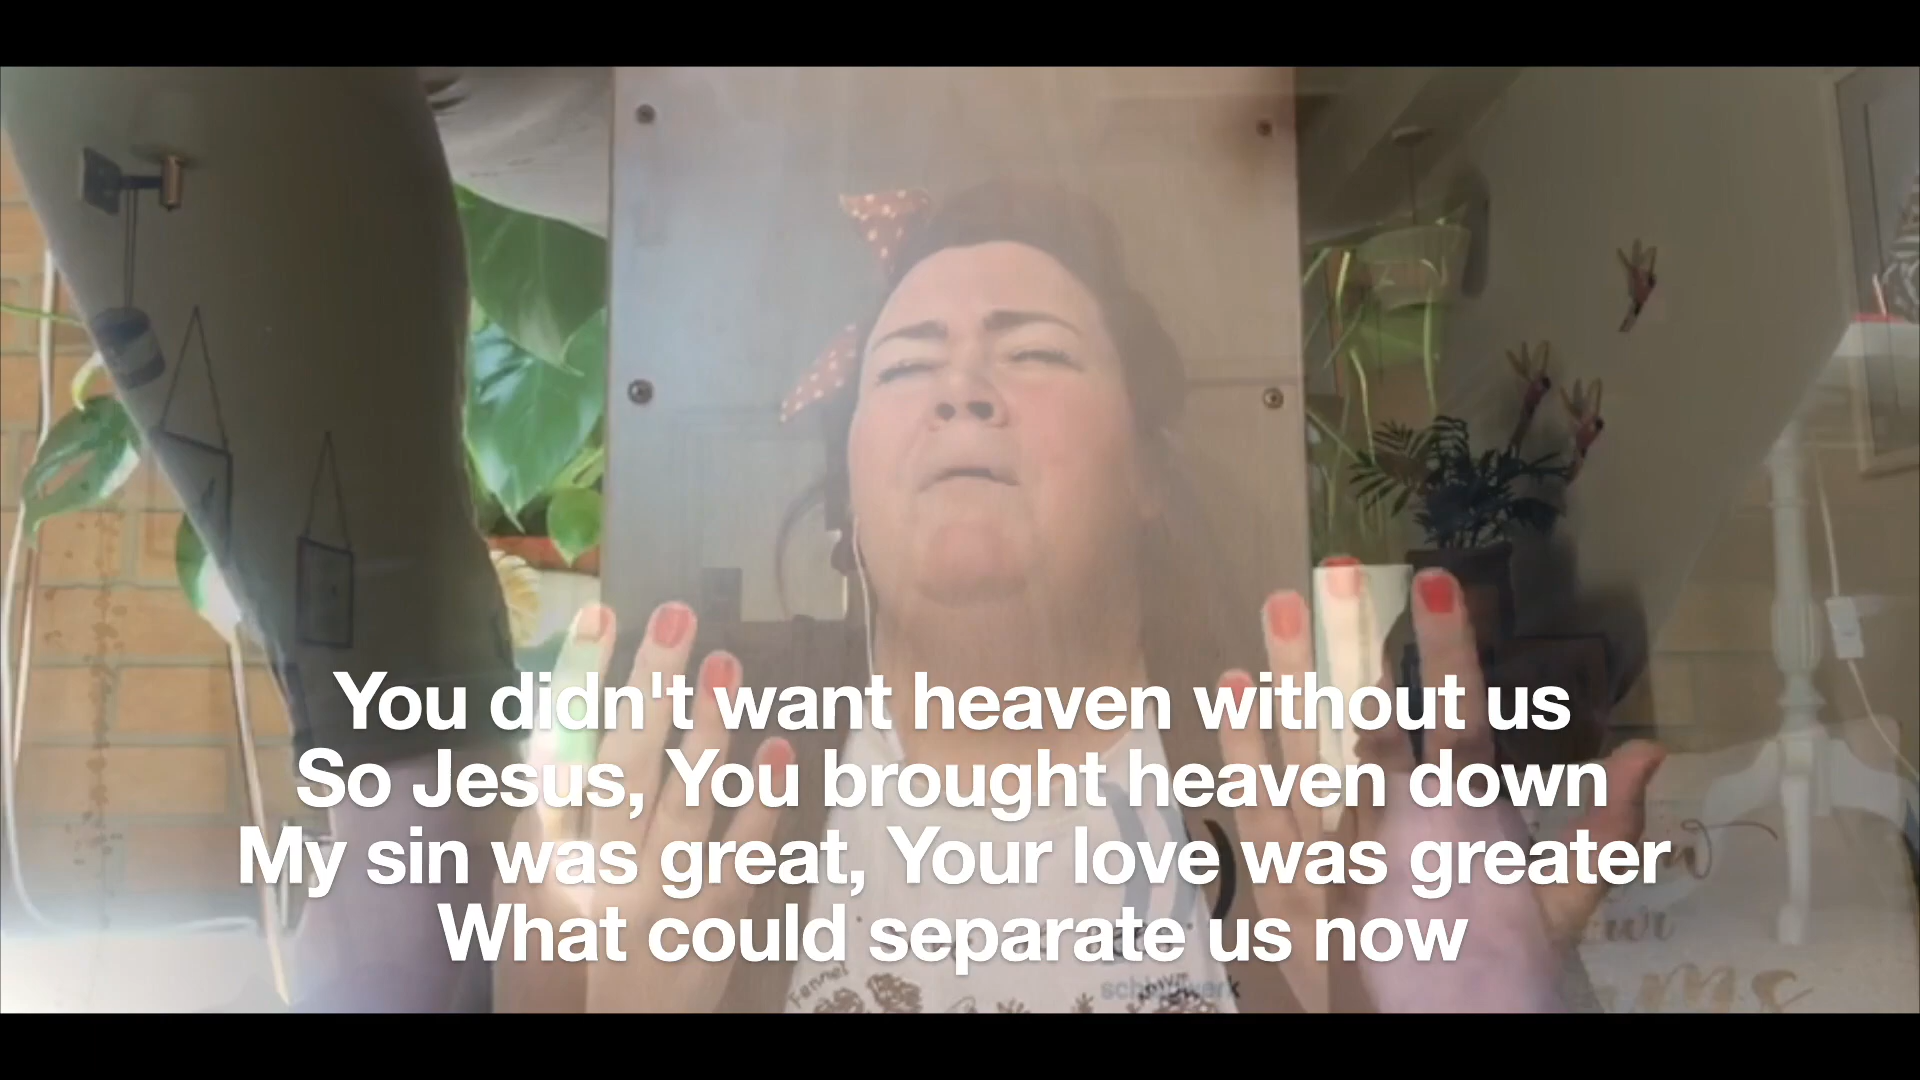 You didn't want heaven without us
So Jesus, You brought heaven down
My sin was great, Your love was greater
What could separate us now
Fennel